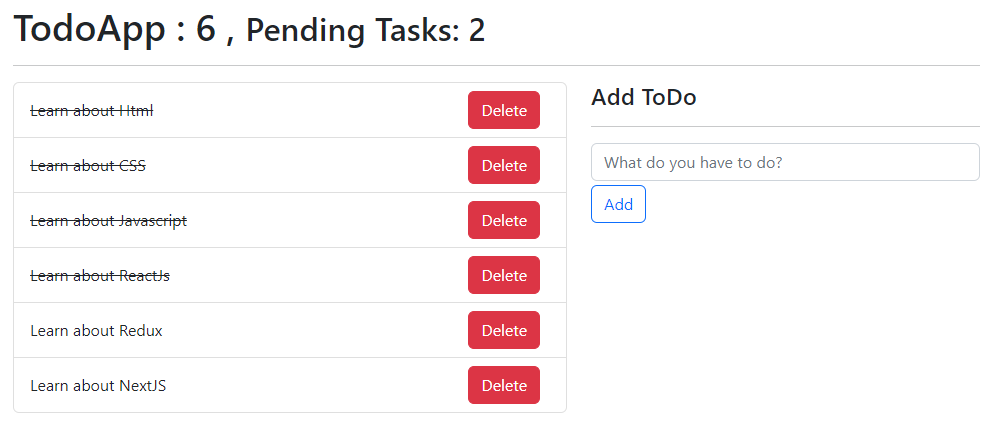 TodoApp : 6 , Pending Tasks: 2
Learn about Html Delete
Learn about CSS Delete
Learn about Javascript Delete
Learn about ReactJs Delete
Learn about Redux Delete
Learn about NextJS Delete
Add ToDo
What do you have to do?
Add